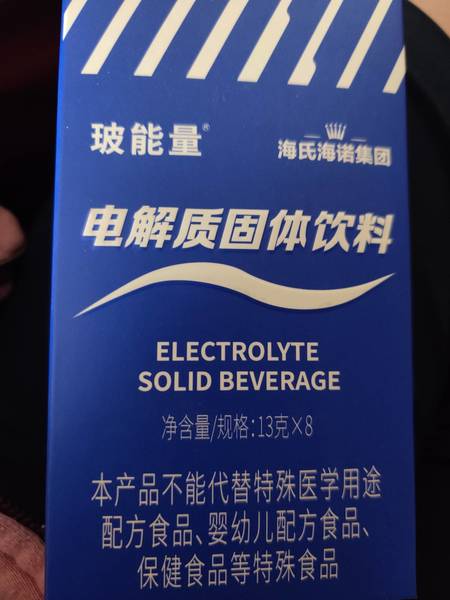 玻能量®
海氏海诺集团
电解质固体饮料
ELECTROLYTE
SOLID BEVERAGE
净含量/规格:13克×8
本产品不能代替特殊医学用途
配方食品、婴幼儿配方食品、
保健食品等特殊食品